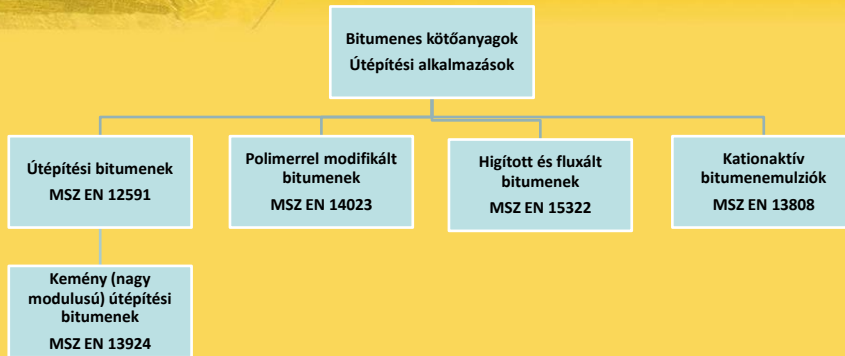 Bitumenes kötőanyagok
Útépítési alkalmazások
Útépítési bitumenek
MSZ EN 12591
Polimerrel modifikált
bitumenek
MSZ EN 14023
Higított és fluxált
bitumenek
MSZ EN 15322
Kationaktív
bitumenemulziók
MSZ EN 13808
Kemény (nagy
modulusú) útépítési
bitumenek
MSZ EN 13924